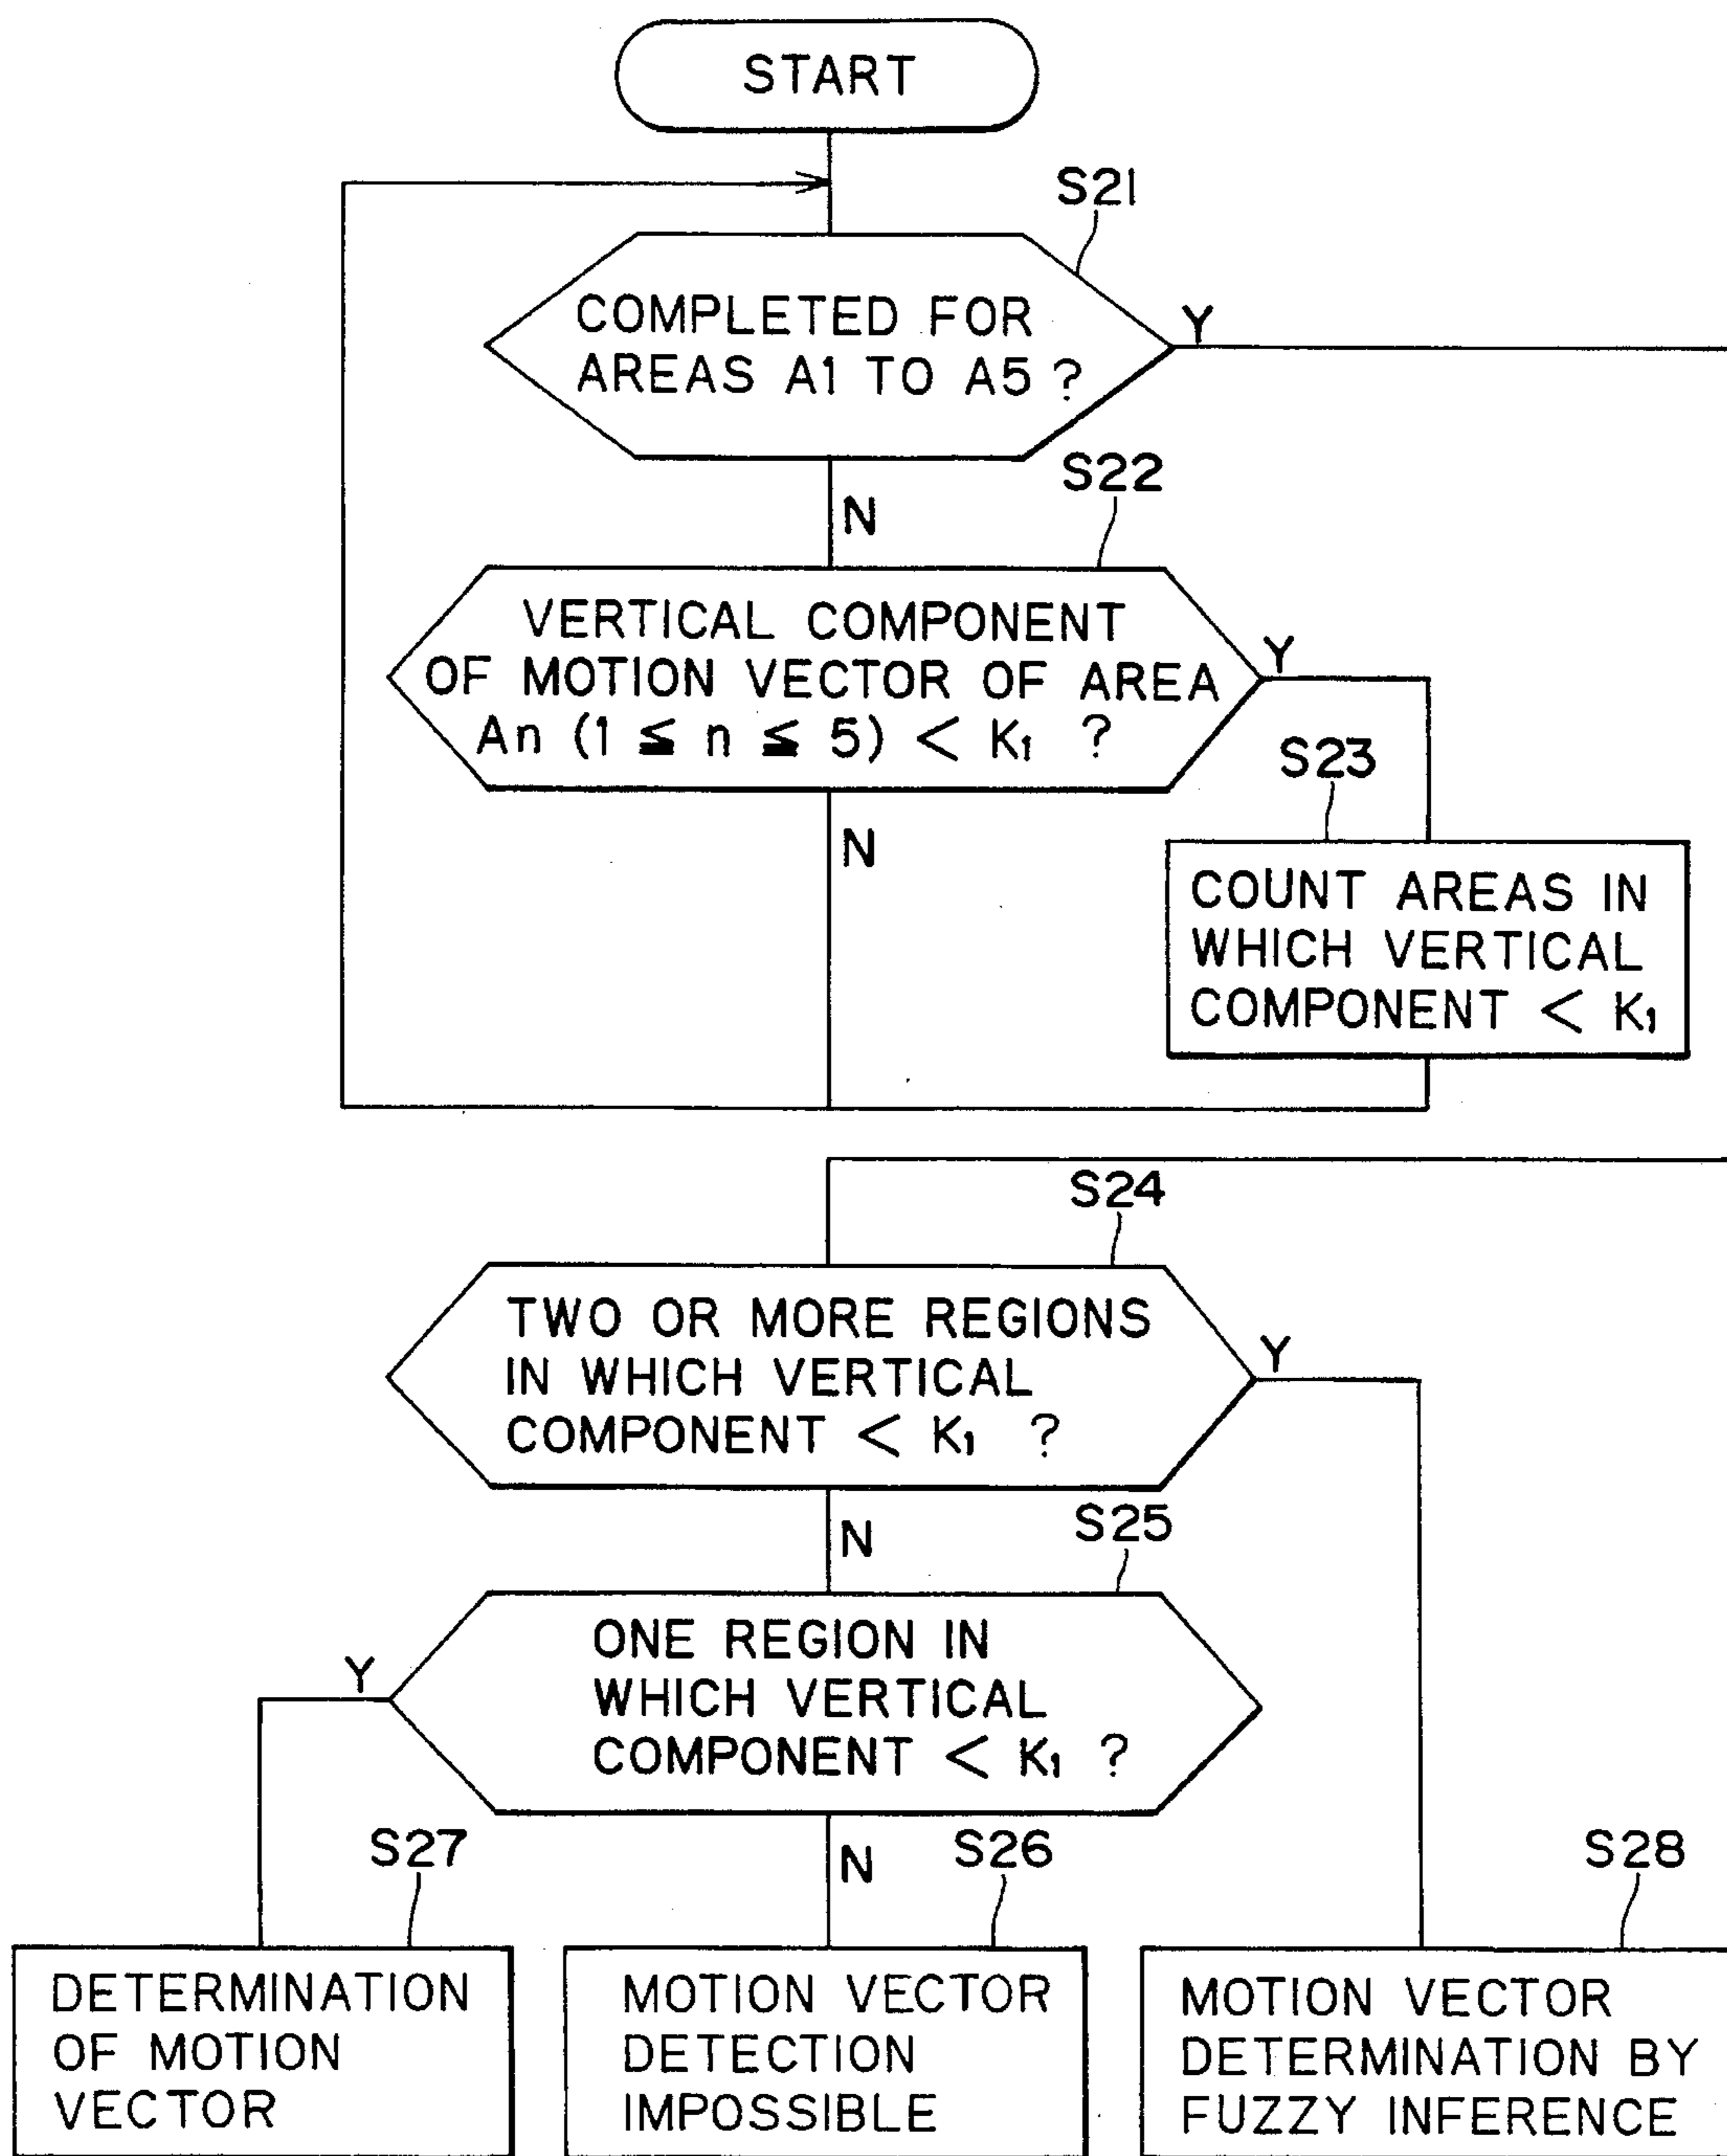 START
S21
COMPLETED FOR
AREAS A1 TO A5 ?
Y
N
S22
VERTICAL COMPONENT
OF MOTION VECTOR OF AREA
An (1 ≦ n ≦ 5) < K₁ ?
Y
N
S23
COUNT AREAS IN
WHICH VERTICAL
COMPONENT < K₁
S24
TWO OR MORE REGIONS
IN WHICH VERTICAL
COMPONENT < K₁ ?
Y
N
S25
ONE REGION IN
WHICH VERTICAL
COMPONENT < K₁ ?
Y
N
S27
DETERMINATION
OF MOTION
VECTOR
S26
MOTION VECTOR
DETECTION
IMPOSSIBLE
S28
MOTION VECTOR
DETERMINATION BY
FUZZY INFERENCE